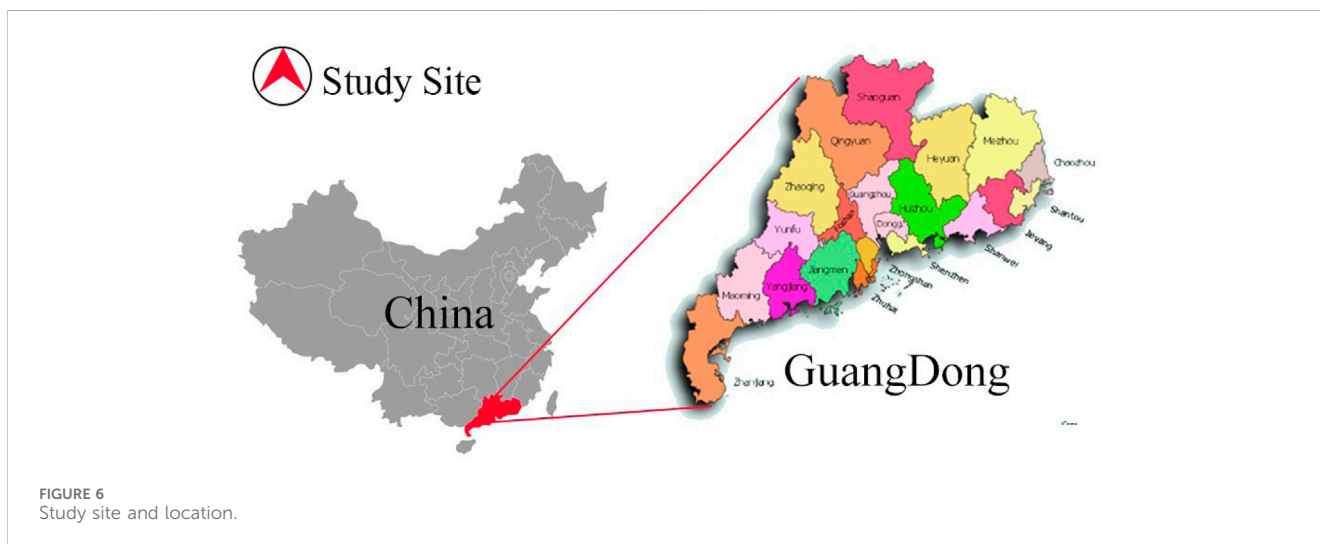 Study Site
China
GuangDong
Shaoguan
Qingyuan
Heyuan
Meizhou
Chaozhou
Zhaoqing
Guangzhou
Huizhou
Shantou
Jieyang
Yunfu
Foshan
Dongg
Shanwei
Shenzhen
Jiangmen
Zhongshan
Maoming
Yangjiang
Zhuhai
Zhanjiang
FIGURE 6
Study site and location.